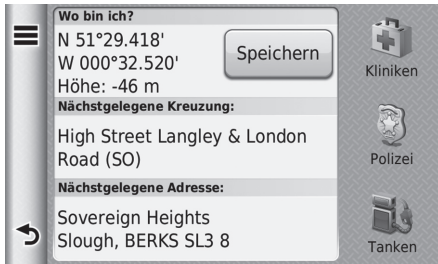 Wo bin ich?
N 51°29.418'
W 000°32.520'
Höhe: -46 m
Speichern
Nächstgelegene Kreuzung:
High Street Langley & London
Road (SO)
Nächstgelegene Adresse:
Sovereign Heights
Slough, BERKS SL3 8
Kliniken
Polizei
Tanken